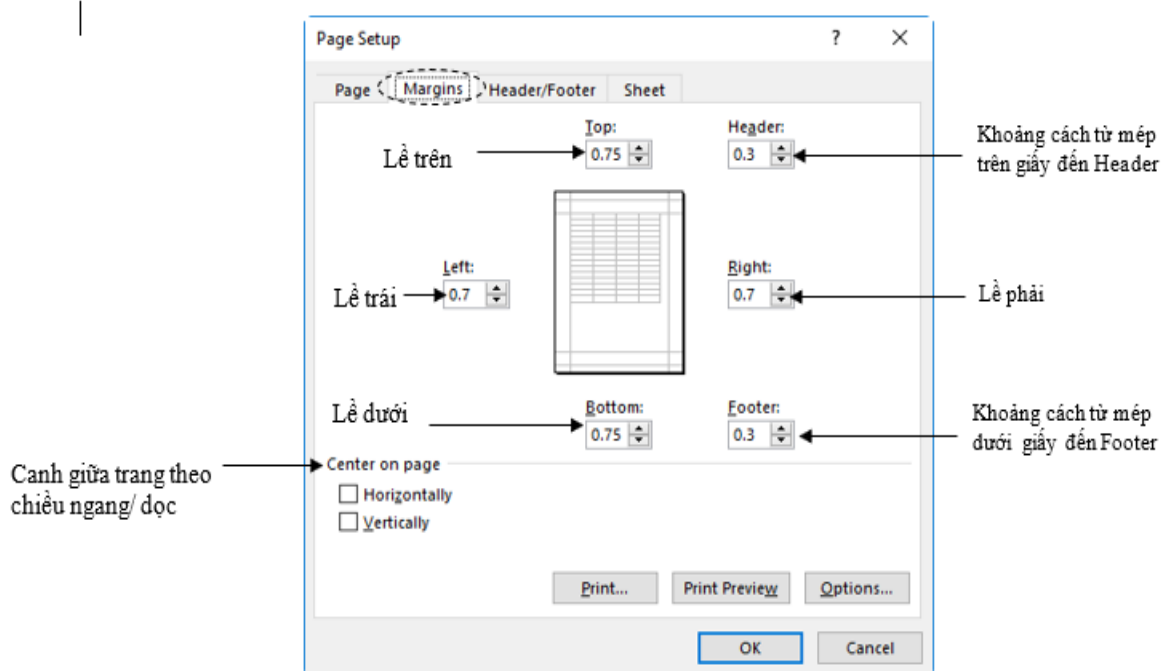 Page Setup ? ×
Page Margins Header/Footer Sheet
Top: Header:
Lề trên 0.75 0.3 Khoảng cách từ mép
trên giấy đến Header
Left: Right:
Lề trái 0.7 0.7 Lề phải
Bottom: Footer:
Lề dưới 0.75 0.3 Khoảng cách từ mép
dưới giấy đến Footer
Center on page
Canh giữa trang theo
chiều ngang/ dọc
Horizontally
Vertically
Print... Print Preview Options...
OK Cancel